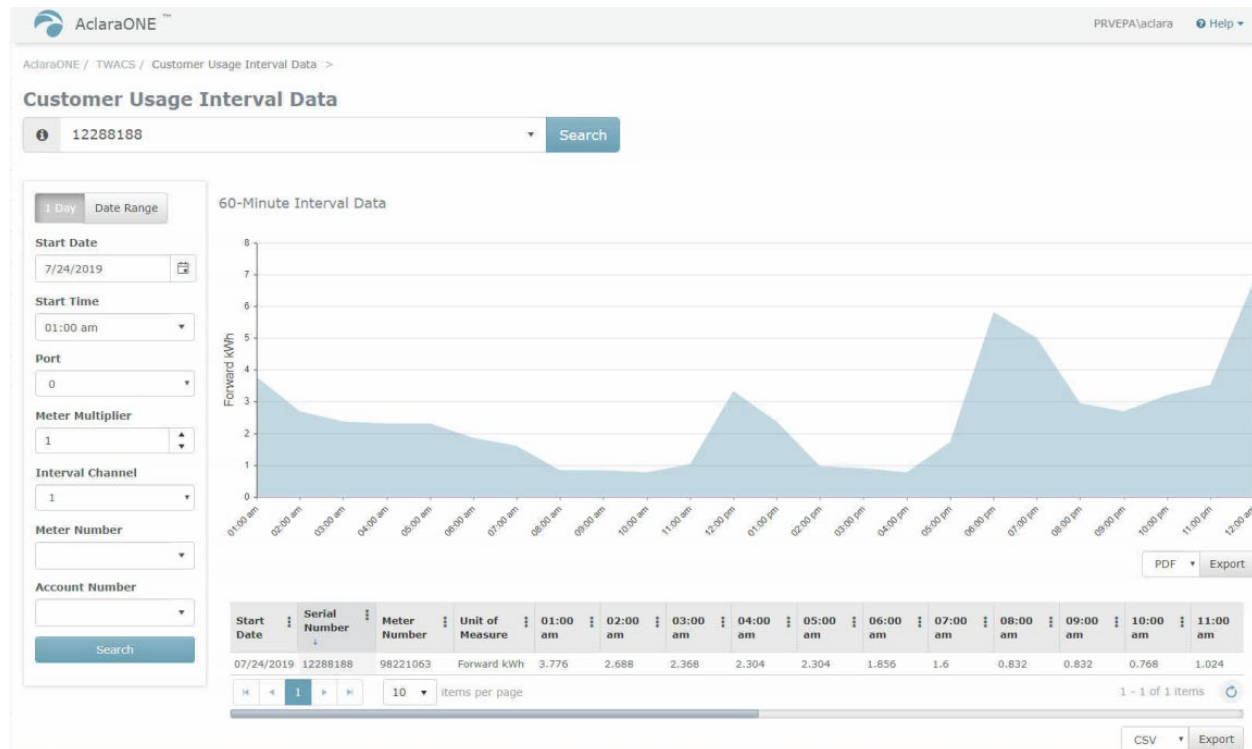 AclaraONE ™
PRVEPA\aclara Help
AclaraONE / TWACS / Customer Usage Interval Data >
Customer Usage Interval Data
12288188 Search
1 Day Date Range
60-Minute Interval Data
Start Date
7/24/2019
Start Time
01:00 am
Port
0
Meter Multiplier
1
Interval Channel
1
Meter Number
Account Number
Search
Forward kWh
8
7
6
5
4
3
2
1
0
01:00 am 02:00 am 03:00 am 04:00 am 05:00 am 06:00 am 07:00 am 08:00 am 09:00 am 10:00 am 11:00 am 12:00 pm 01:00 pm 02:00 pm 03:00 pm 04:00 pm 05:00 pm 06:00 pm 07:00 pm 08:00 pm 09:00 pm 10:00 pm 11:00 pm 12:00 am
PDF Export
Start Date Serial Number ↓ Meter Number Unit of Measure 01:00 am 02:00 am 03:00 am 04:00 am 05:00 am 06:00 am 07:00 am 08:00 am 09:00 am 10:00 am 11:00 am
07/24/2019 12288188 98221063 Forward kWh 3.776 2.688 2.368 2.304 2.304 1.856 1.6 0.832 0.832 0.768 1.024
1 10 items per page 1 - 1 of 1 items
CSV Export